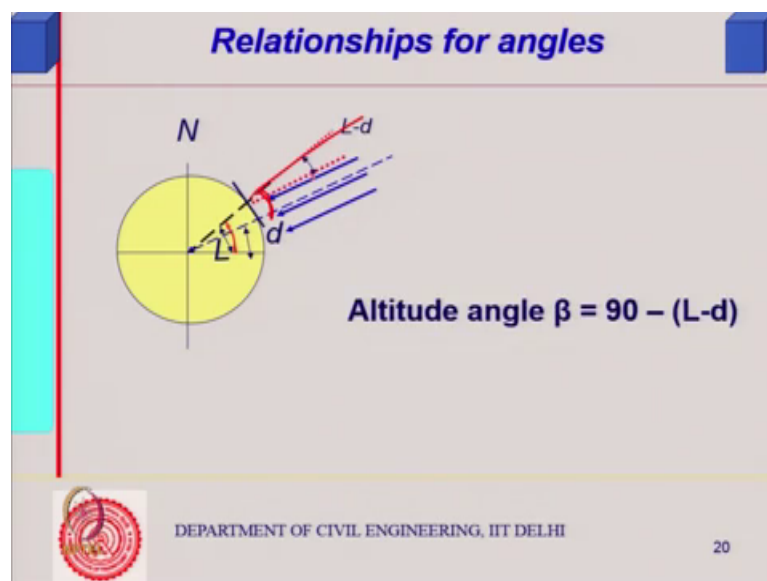 Relationships for angles
N
L-d
d
L
Altitude angle β = 90 – (L-d)
DEPARTMENT OF CIVIL ENGINEERING, IIT DELHI
20